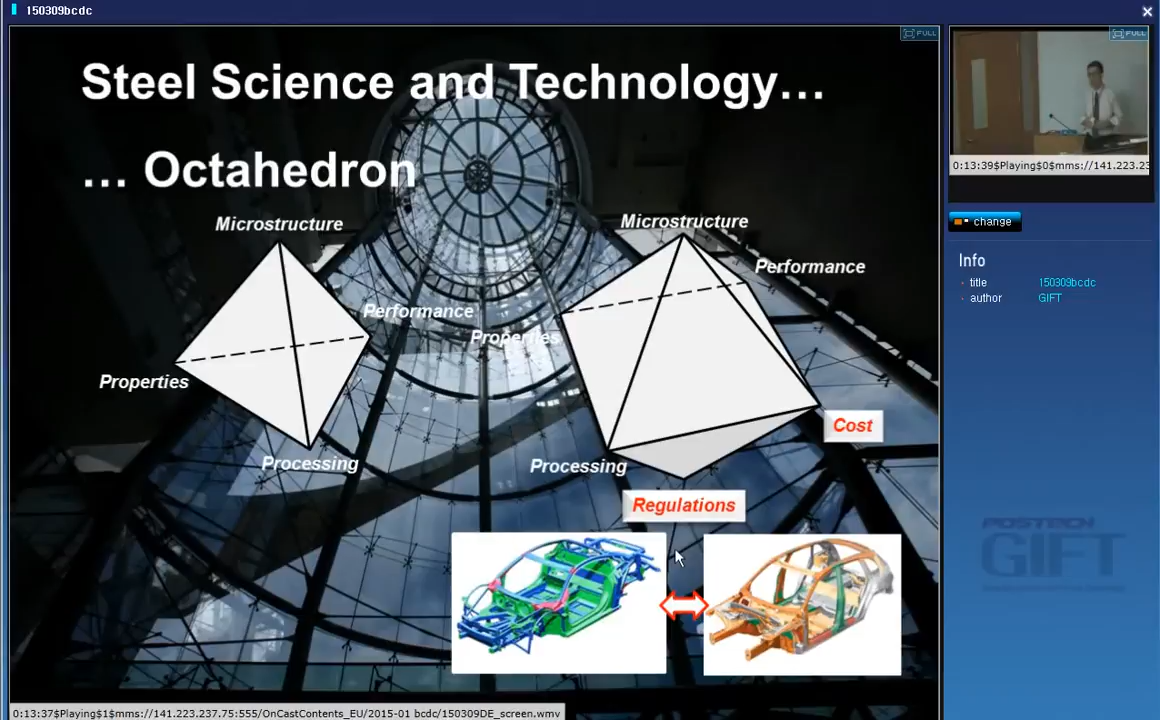 150309bcdc
FULL
FULL
Steel Science and Technology…
… Octahedron
Microstructure
Performance
Properties
Processing
Microstructure
Performance
Properties
Processing
Cost
Regulations
0:13:39$Playing$0$mms://141.223.23
change
Info
title 150309bcdc
author GIFT
POSTECH
GIFT
0:13:37$Playing$1$mms://141.223.237.75:555/OnCastContents_EU/2015-01 bcdc/150309DE_screen.wmv